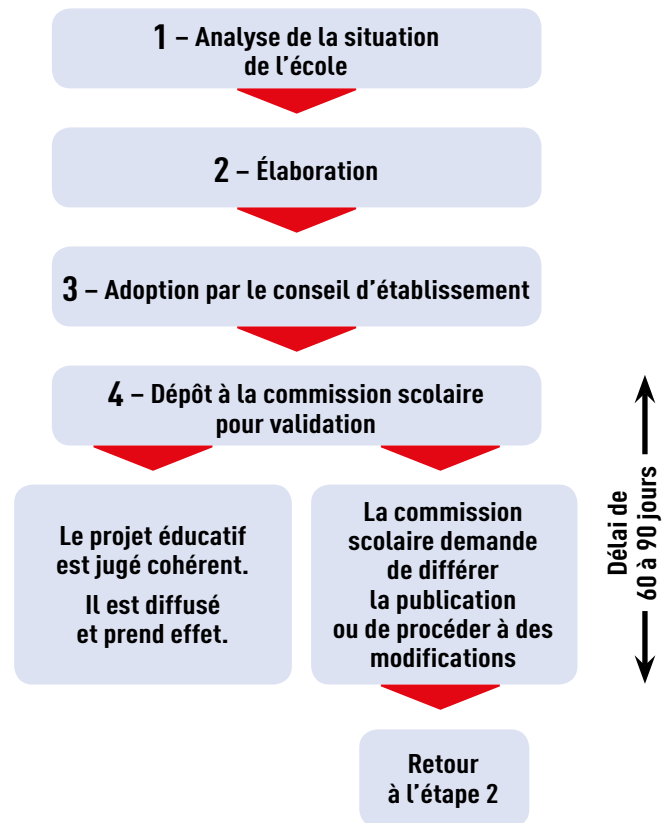 1 – Analyse de la situation
de l’école
2 – Élaboration
3 – Adoption par le conseil d’établissement
4 – Dépôt à la commission scolaire
pour validation
Le projet éducatif
est jugé cohérent.
Il est diffusé
et prend effet.
La commission
scolaire demande
de différer
la publication
ou de procéder à des
modifications
Délai de
60 à 90 jours
Retour
à l’étape 2